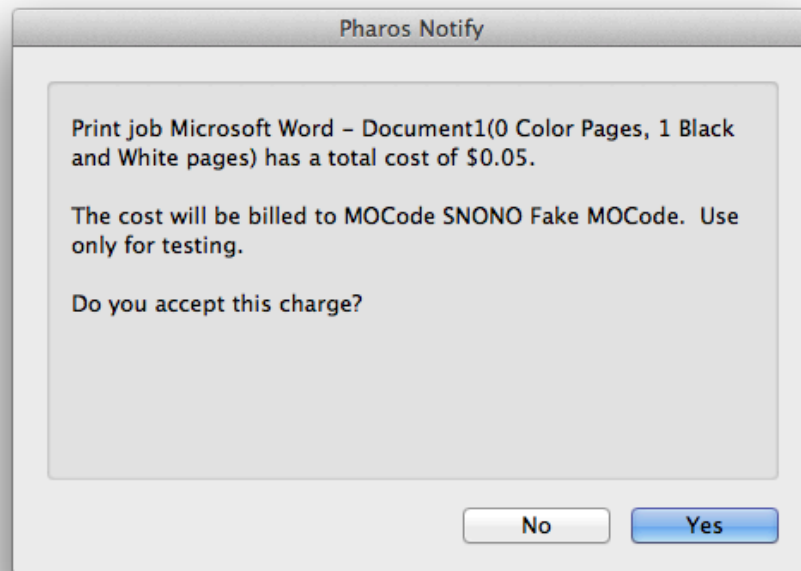 Pharos Notify
Print job Microsoft Word – Document1(0 Color Pages, 1 Black
and White pages) has a total cost of $0.05.
The cost will be billed to MOCode SNONO Fake MOCode.  Use
only for testing.
Do you accept this charge?
No
Yes